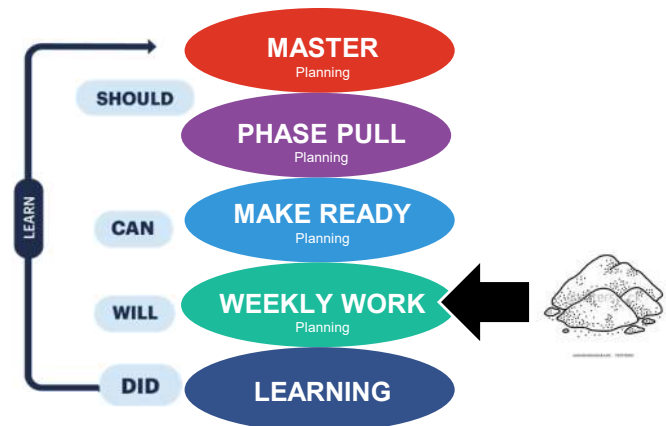 MASTER
Planning
SHOULD
PHASE PULL
Planning
LEARN
MAKE READY
Planning
CAN
WEEKLY WORK
Planning
WILL
DID
LEARNING